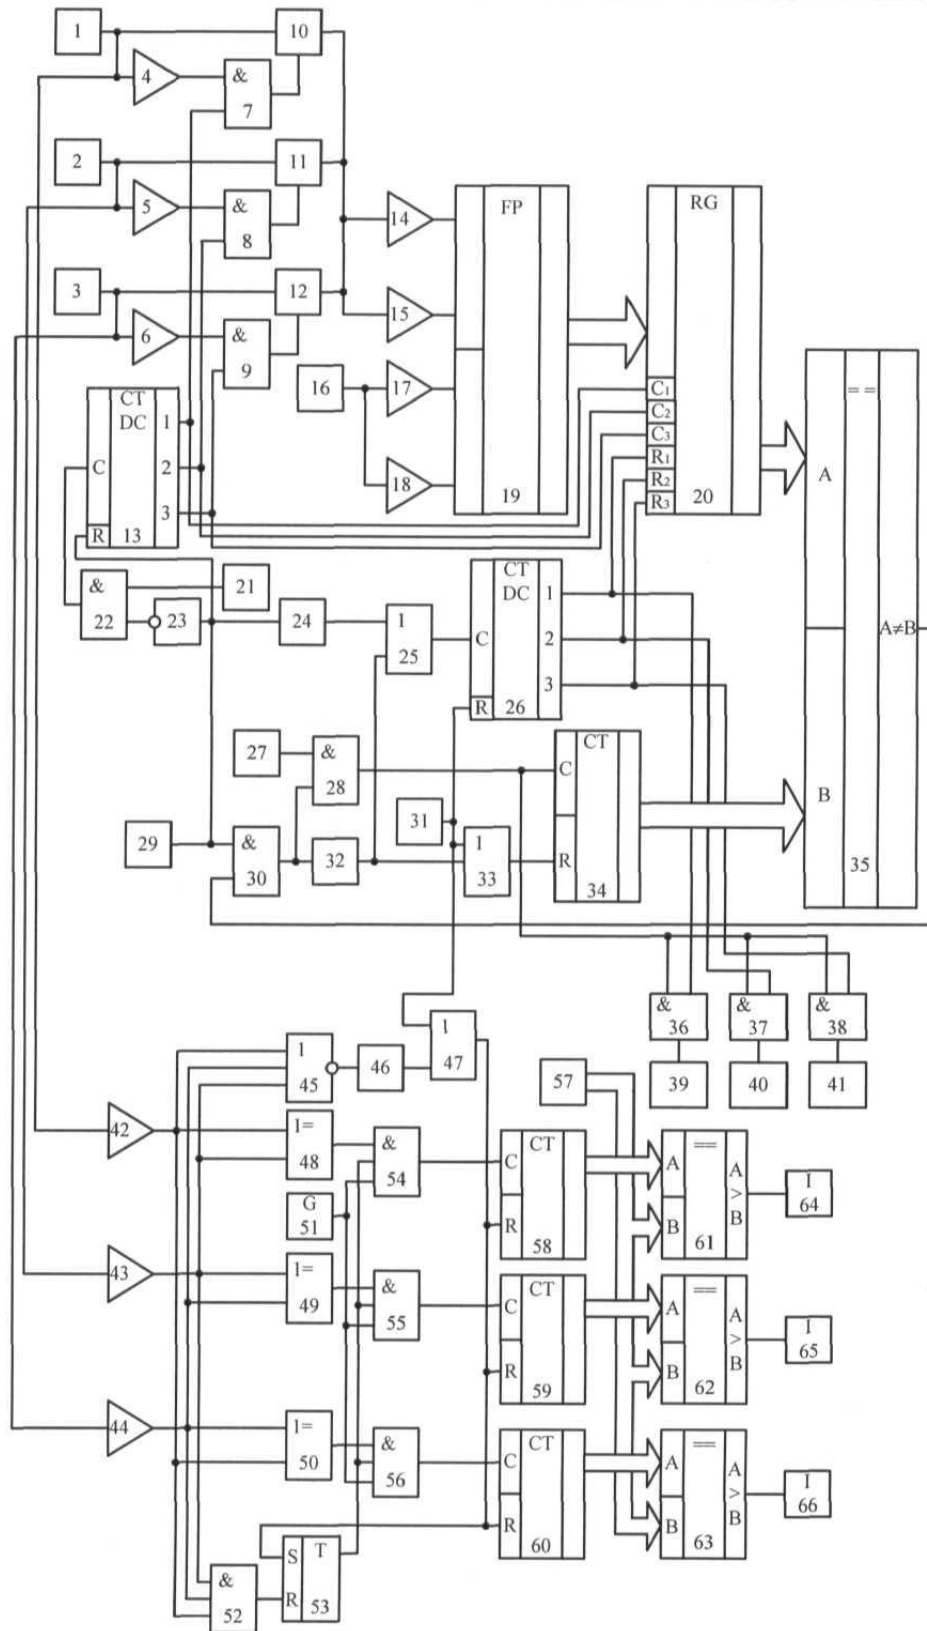 1
10
4
&
7
2
11
5
&
8
14
FP
RG
3
12
15
6
&
9
16
17
CT
DC
1
C
2
3
R
13
18
19
C1
C2
C3
R1
R2
R3
20
==
A
A≠B
B
35
&
22
21
23
24
1
25
CT
DC
1
C
2
3
R
26
27
&
28
CT
C
R
34
31
29
&
30
32
1
33
&
36
&
37
&
38
39
40
41
1
45
46
1
47
57
42
1=
48
&
54
C
CT
R
58
A
==
A
>
B
B
61
I
64
G
51
43
1=
49
&
55
C
CT
R
59
A
==
A
>
B
B
62
I
65
44
1=
50
&
56
C
CT
R
60
A
==
A
>
B
B
63
I
66
S
T
R
53
&
52